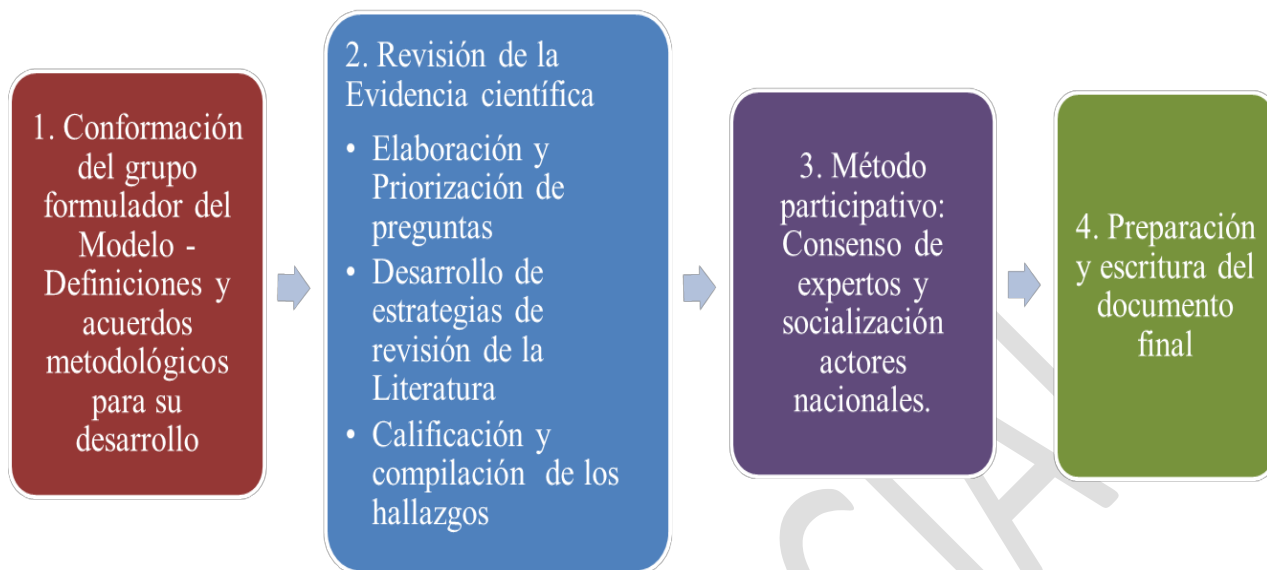 1. Conformación
del grupo
formulador del
Modelo -
Definiciones y
acuerdos
metodológicos
para su
desarrollo
2. Revisión de la
Evidencia científica
• Elaboración y
Priorización de
preguntas
• Desarrollo de
estrategias de
revisión de la
Literatura
• Calificación y
compilación de los
hallazgos
3. Método
participativo:
Consenso de
expertos y
socialización
actores
nacionales.
4. Preparación
y escritura del
documento
final